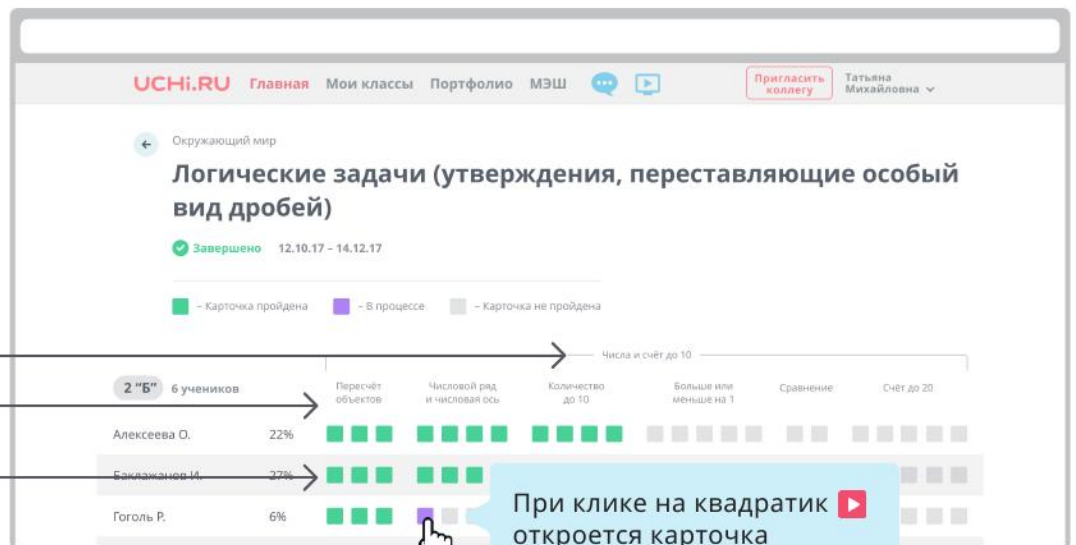 UCHi.RU Главная Мои классы Портфолио МЭШ
Пригласить
коллегу
Татьяна
Михайловна
Окружающий мир
Логические задачи (утверждения, переставляющие особый
вид дробей)
Завершено 12.10.17 – 14.12.17
– Карточка пройдена – В процессе – Карточка не пройдена
Числа и счёт до 10
2 "Б" 6 учеников
Пересчёт
объектов
Числовой ряд
и числовая ось
Количество
до 10
Больше или
меньше на 1
Сравнение
Счёт до 20
Алексеева О. 22%
Баклажанов И. 27%
Гоголь Р. 6%
При клике на квадратик
откроется карточка